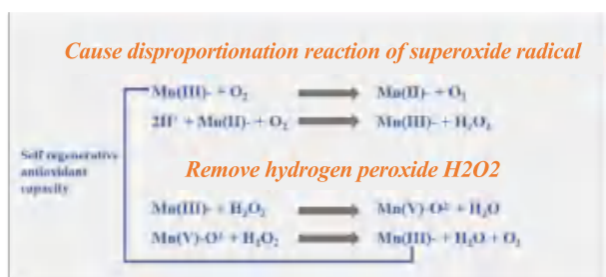 Cause disproportionation reaction of superoxide radical
Mn(III)- + O₂ Mn(II)- + O₂
2H⁺ + Mn(II)- + O₂ Mn(III)- + H₂O₂
Self regenerative
antioxidant
capacity
Remove hydrogen peroxide H2O2
Mn(III)- + H₂O₂ Mn(V)-O²⁻ + H₂O
Mn(V)-O²⁻ + H₂O₂ Mn(III)- + H₂O + O₂